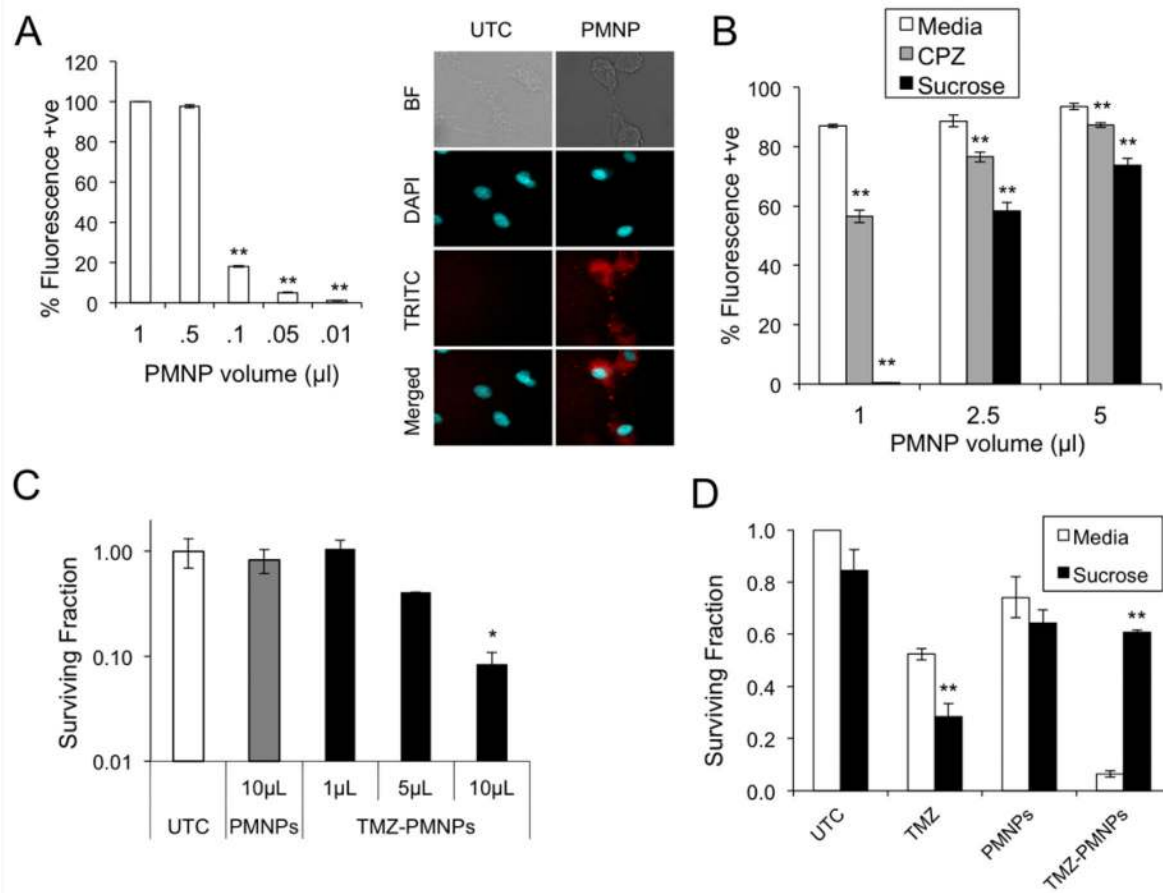 A
% Fluorescence +ve
120
100
80
60
40
20
0
**
**
**
1 .5 .1 .05 .01
PMNP volume (µl)
UTC PMNP
BF
DAPI
TRITC
Merged
B
Media
CPZ
Sucrose
% Fluorescence +ve
100
80
60
40
20
0
**
**
**
**
**
**
1 2.5 5
PMNP volume (µl)
C
Surviving Fraction
1.00
0.10
0.01
*
10µL 1µL 5µL 10µL
UTC PMNPs TMZ-PMNPs
D
Media
Sucrose
Surviving Fraction
1.0
0.8
0.6
0.4
0.2
0.0
**
**
UTC TMZ PMNPs TMZ-PMNPs